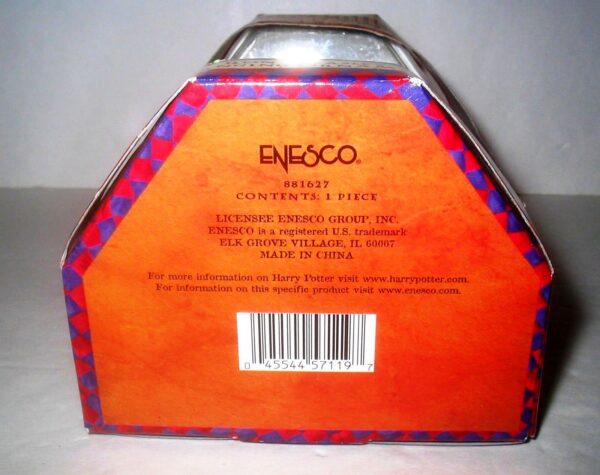 ENESCO®
881627
CONTENTS: 1 PIECE
LICENSEE ENESCO GROUP, INC.
ENESCO is a registered U.S. trademark
ELK GROVE VILLAGE, IL 60007
MADE IN CHINA
For more information on Harry Potter visit www.harrypotter.com.
For information on this specific product visit www.enesco.com.
0 45544 57119 7